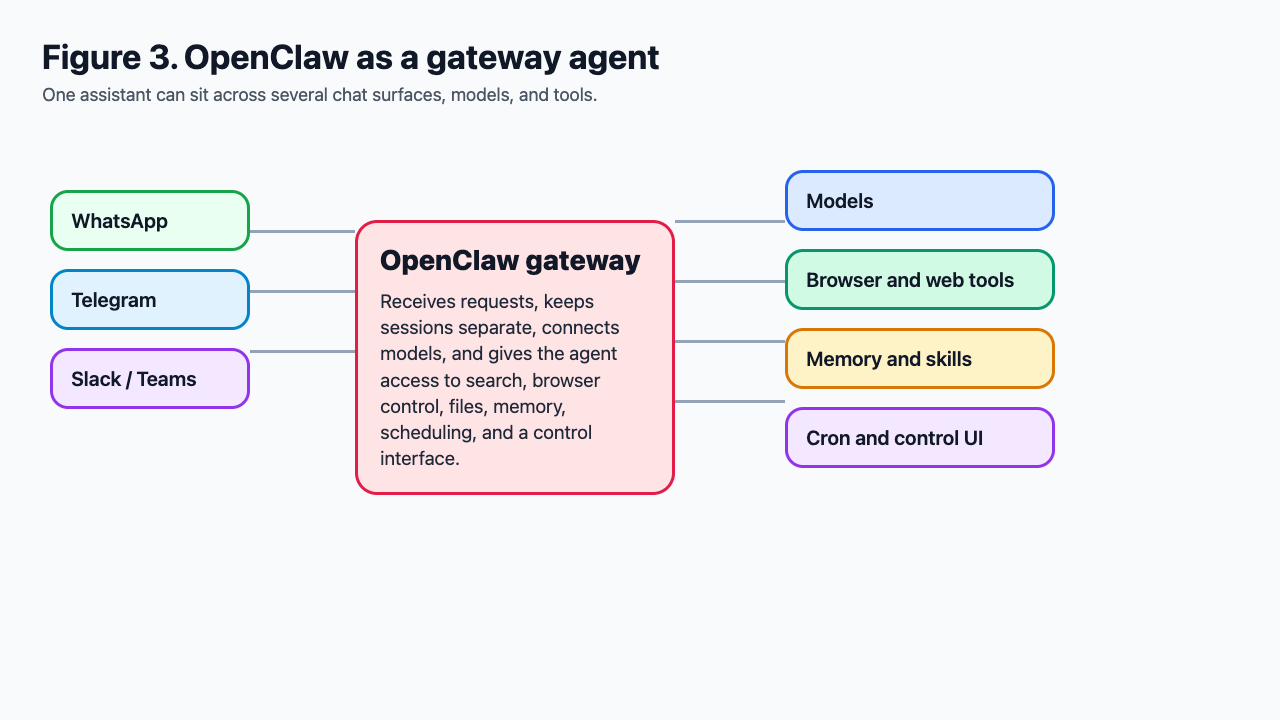 Figure 3. OpenClaw as a gateway agent
One assistant can sit across several chat surfaces, models, and tools.
WhatsApp
Telegram
Slack / Teams
OpenClaw gateway
Receives requests, keeps
sessions separate, connects
models, and gives the agent
access to search, browser
control, files, memory,
scheduling, and a control
interface.
Models
Browser and web tools
Memory and skills
Cron and control UI